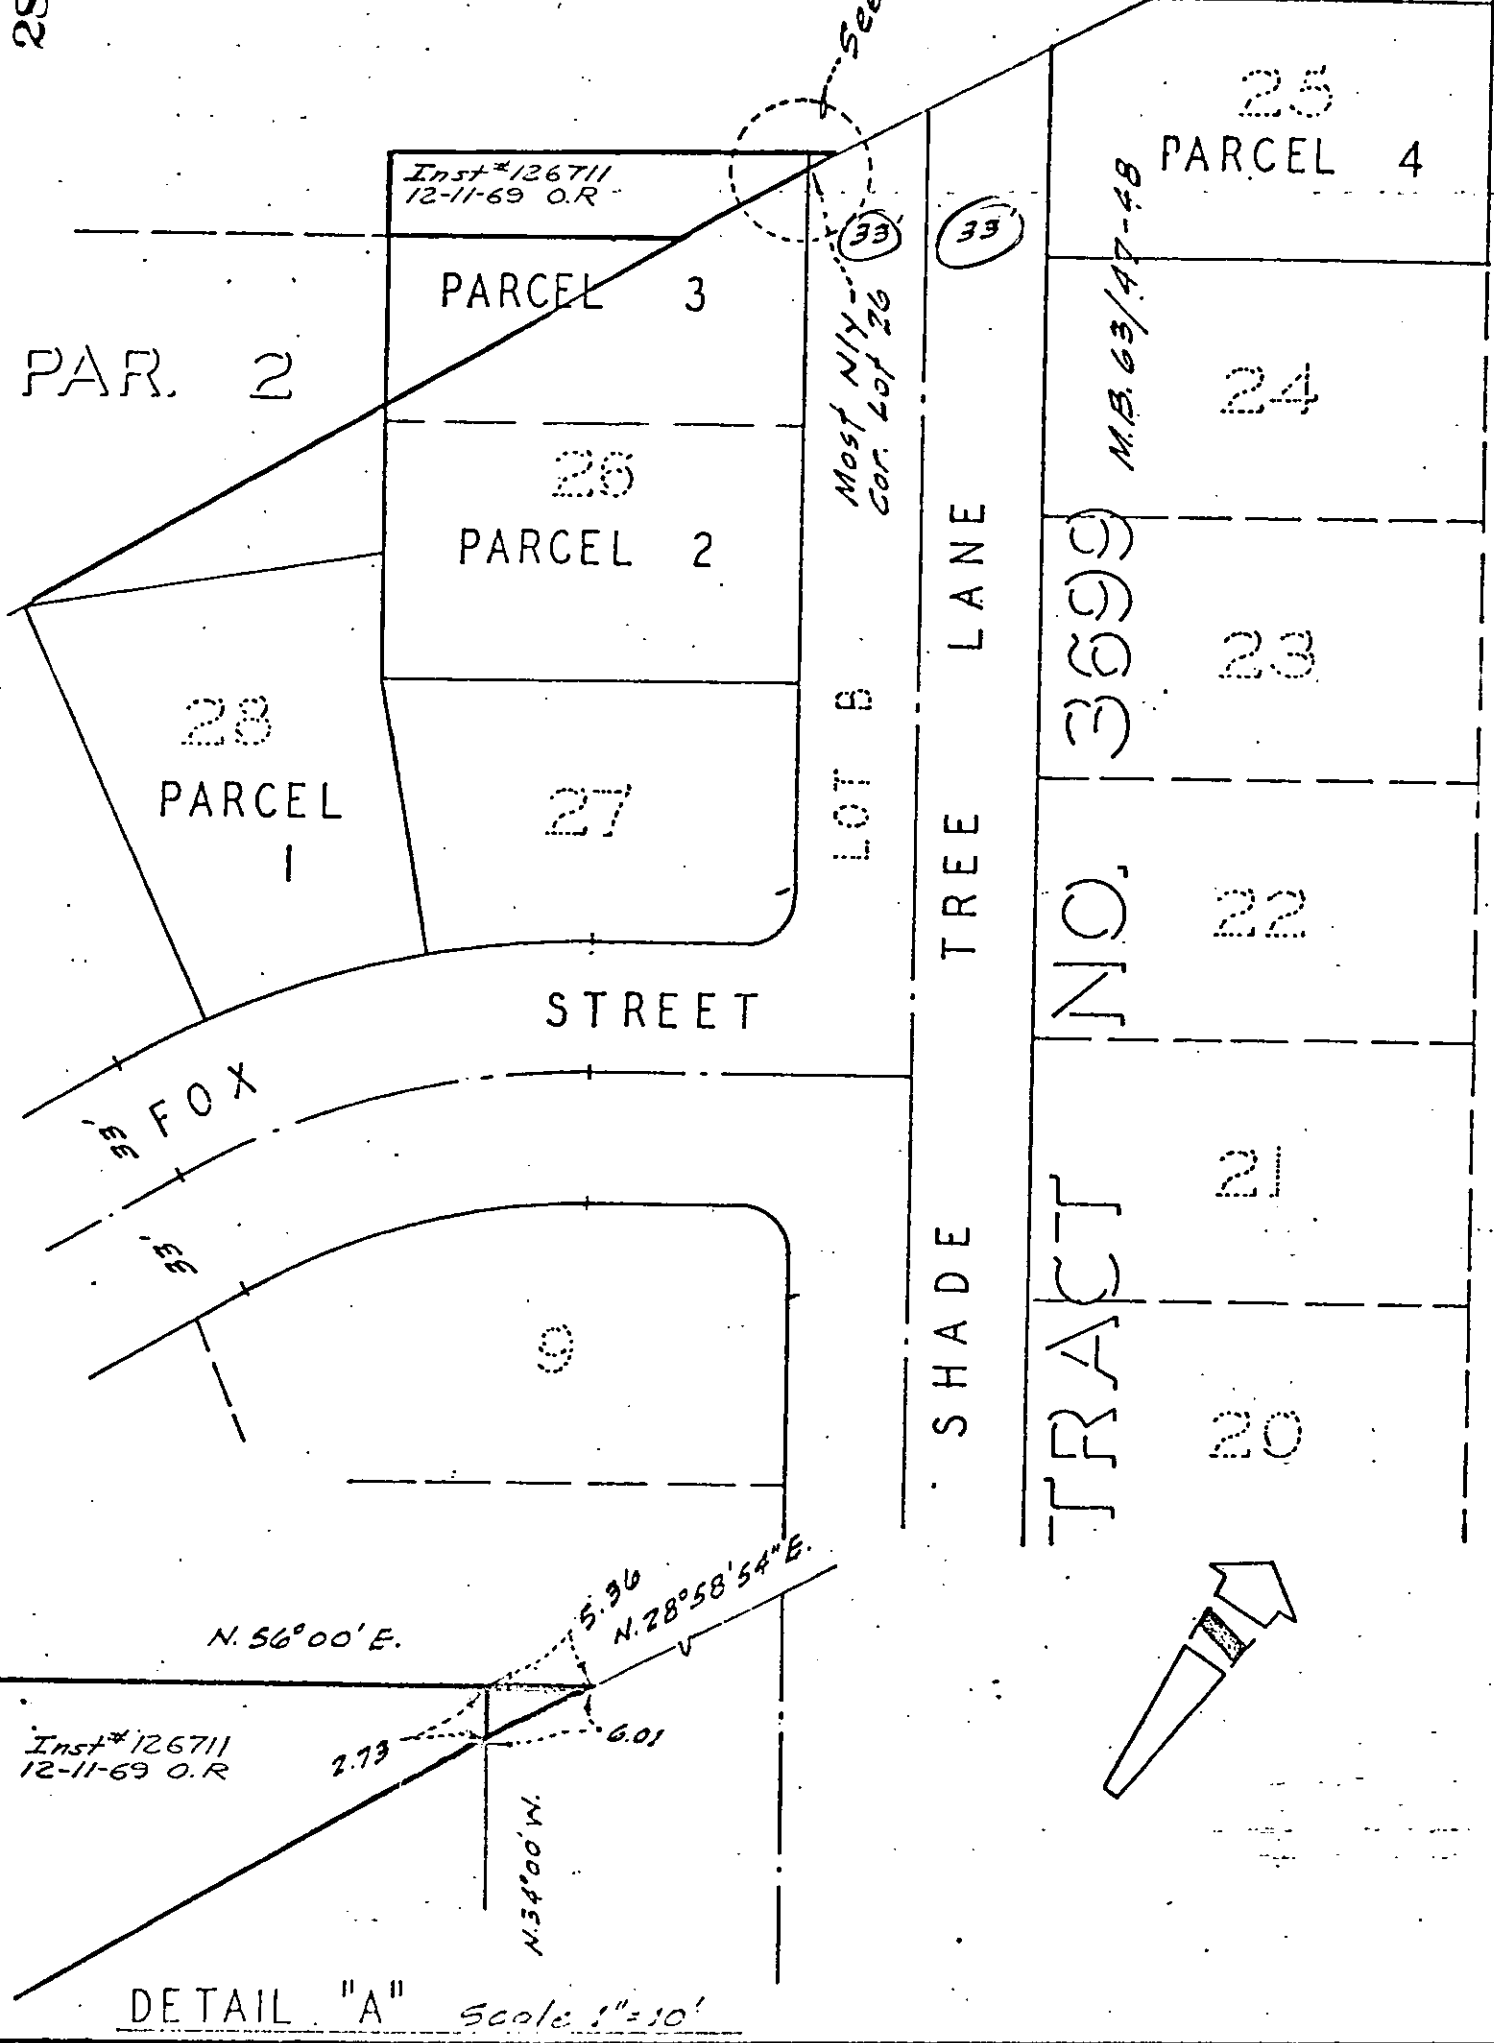 See
25
PARCEL 4
Inst# 126711
12-11-69 O.R
33'
33'
PARCEL 3
PAR. 2
Most N'ly
Cor. Lot 26
M.B. 63/47-48
24
26
PARCEL 2
28
PARCEL
1
27
LOT B
SHADE TREE LANE
TRACT NO. 3699
23
22
21
20
FOX STREET
33'
33'
9
N. 56°00' E.
5.36
N. 28°58'54" E.
Inst# 126711
12-11-69 O.R
2.73
6.01
N. 34°00' W.
DETAIL "A" Scale 1"=10'